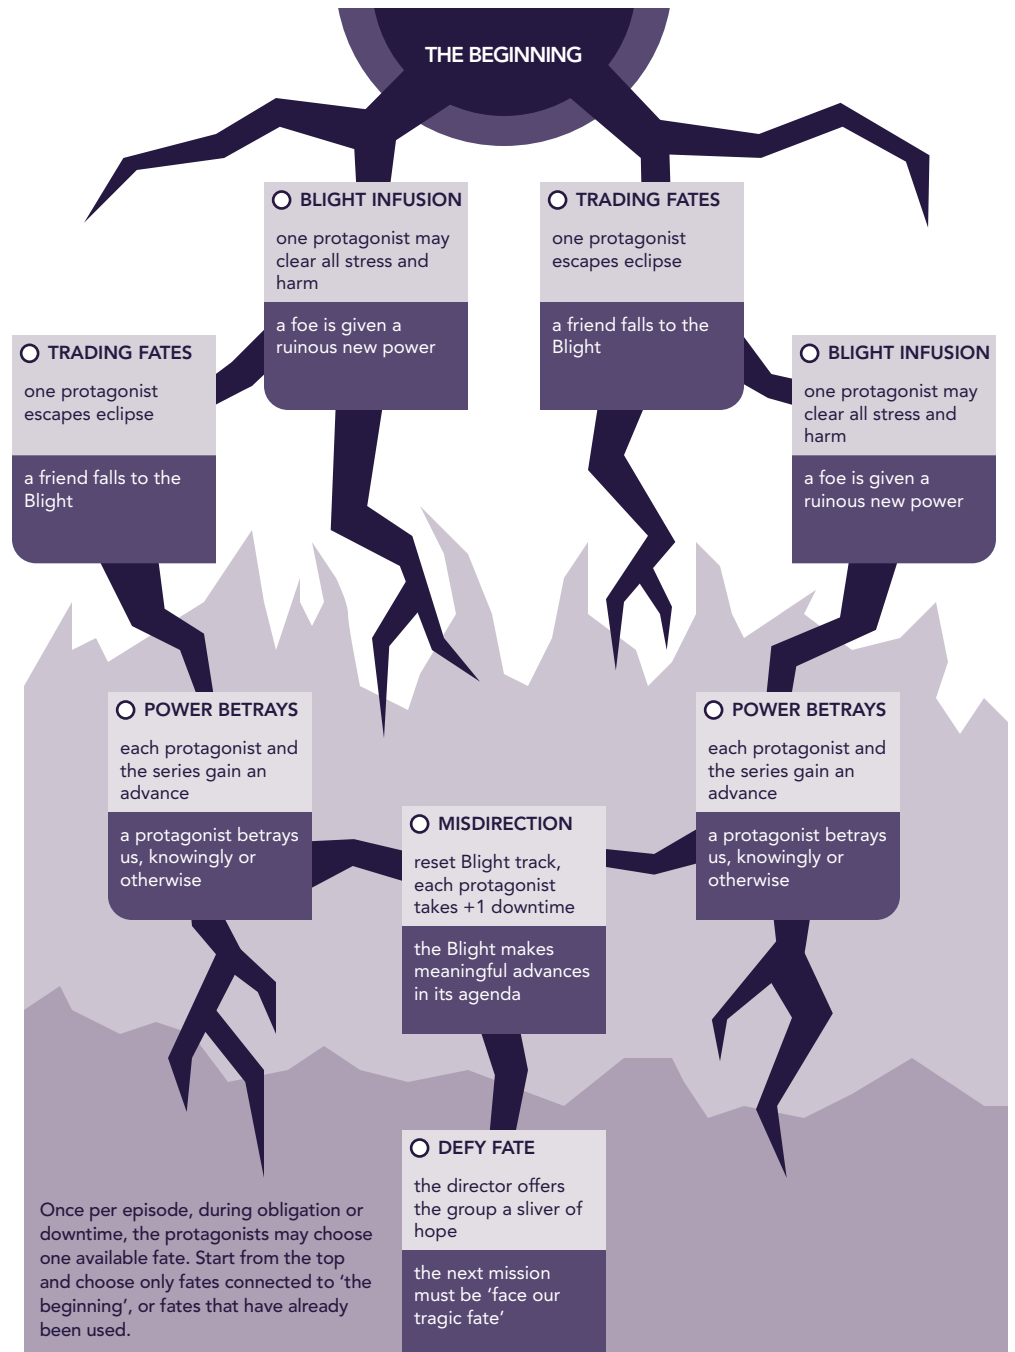 THE BEGINNING
BLIGHT INFUSION
one protagonist may
clear all stress and
harm
a foe is given a
ruinous new power
TRADING FATES
one protagonist
escapes eclipse
a friend falls to the
Blight
TRADING FATES
one protagonist
escapes eclipse
a friend falls to the
Blight
BLIGHT INFUSION
one protagonist may
clear all stress and
harm
a foe is given a
ruinous new power
POWER BETRAYS
each protagonist and
the series gain an
advance
a protagonist betrays
us, knowingly or
otherwise
POWER BETRAYS
each protagonist and
the series gain an
advance
a protagonist betrays
us, knowingly or
otherwise
MISDIRECTION
reset Blight track,
each protagonist
takes +1 downtime
the Blight makes
meaningful advances
in its agenda
DEFY FATE
the director offers
the group a sliver of
hope
the next mission
must be ‘face our
tragic fate’
Once per episode, during obligation or
downtime, the protagonists may choose
one available fate. Start from the top
and choose only fates connected to ‘the
beginning’, or fates that have already
been used.